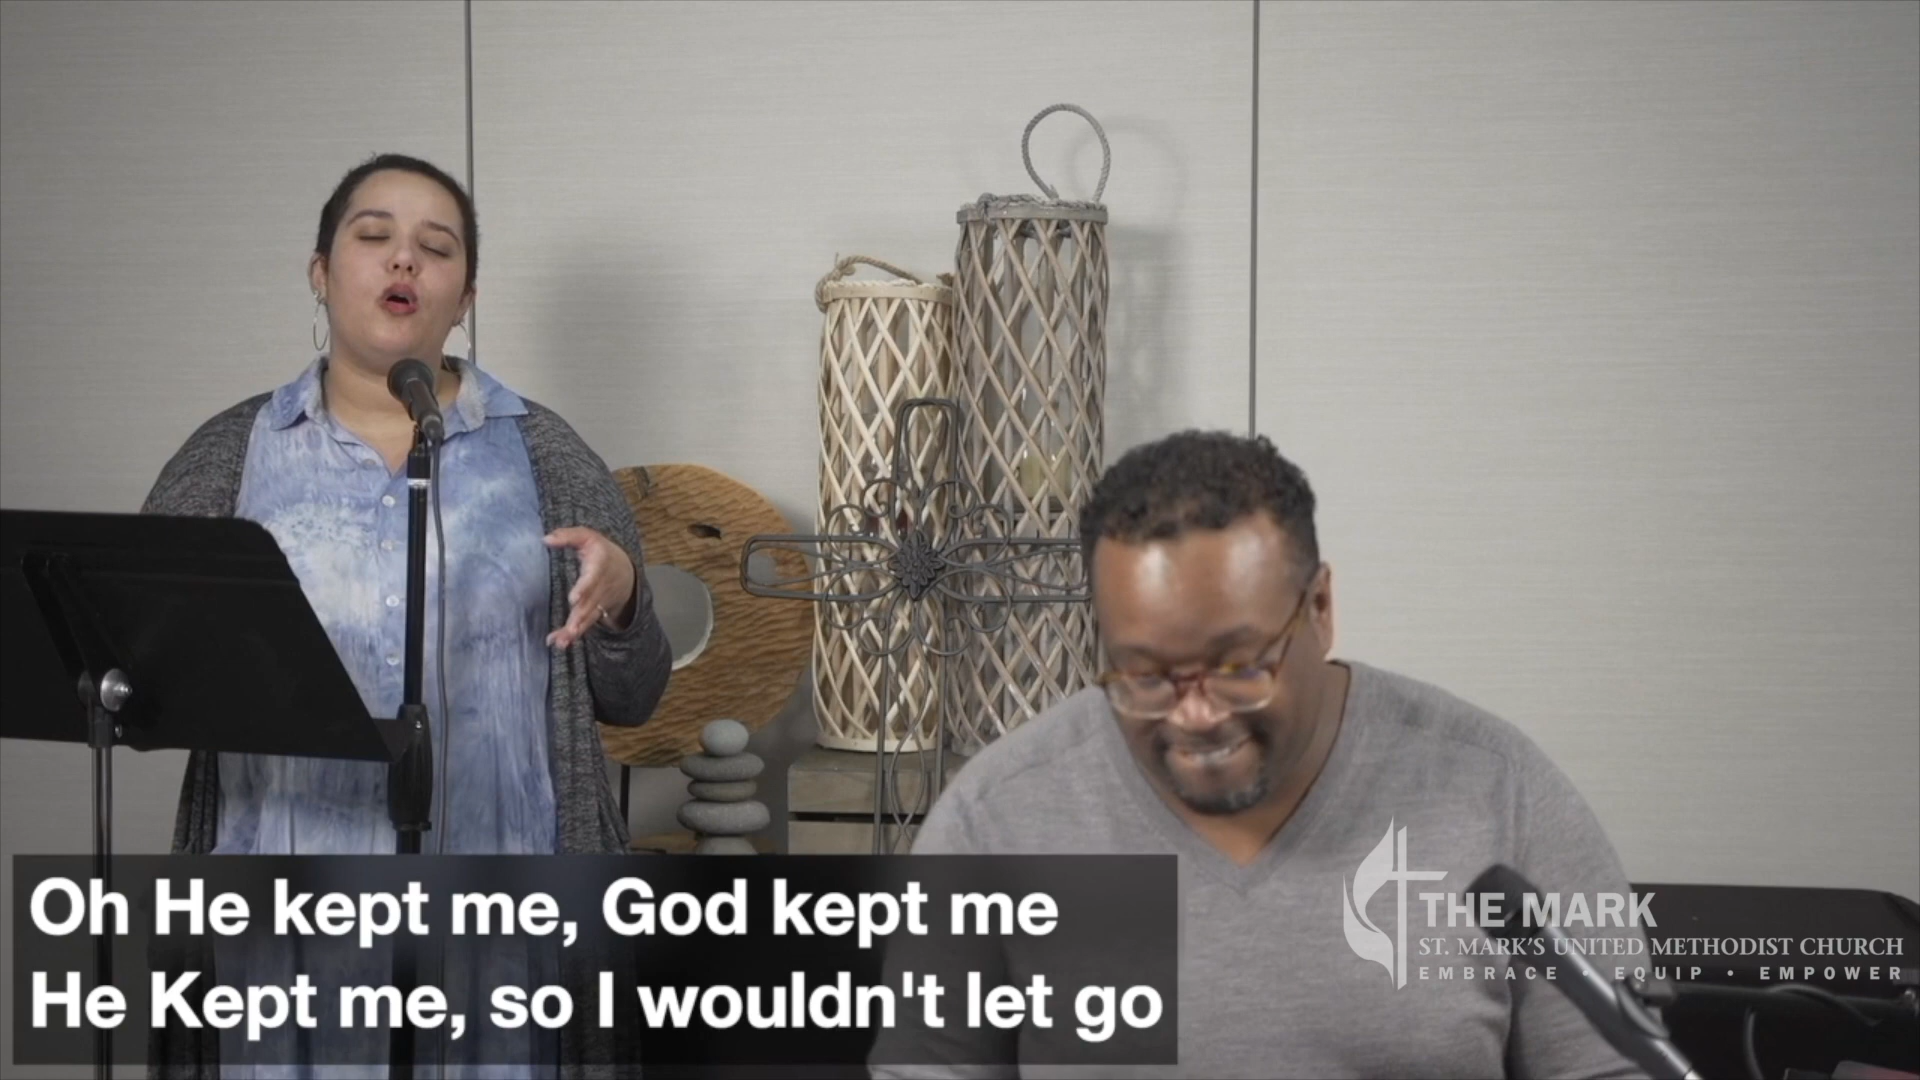 Oh He kept me, God kept me
He Kept me, so I wouldn't let go
THE MARK
ST. MARK'S UNITED METHODIST CHURCH
EMBRACE • EQUIP • EMPOWER